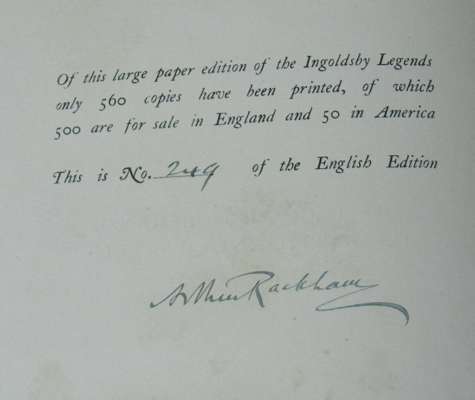 Of this large paper edition of the Ingoldsby Legends
only 560 copies have been printed, of which
500 are for sale in England and 50 in America
This is No. 249 of the English Edition
Arthur Rackham